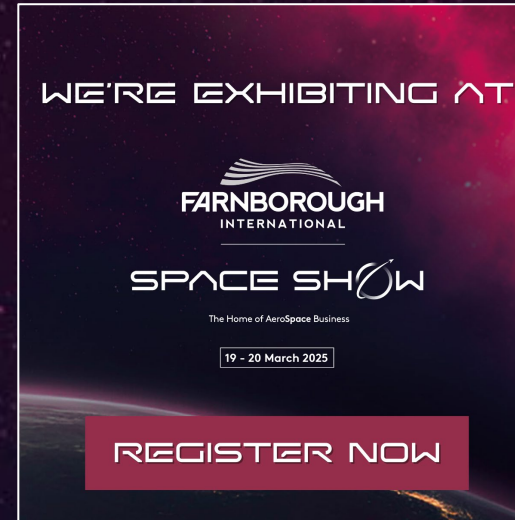 WE'RE EXHIBITING AT
FARNBOROUGH
INTERNATIONAL
SPACE SHOW
The Home of AeroSpace Business
19 - 20 March 2025
REGISTER NOW